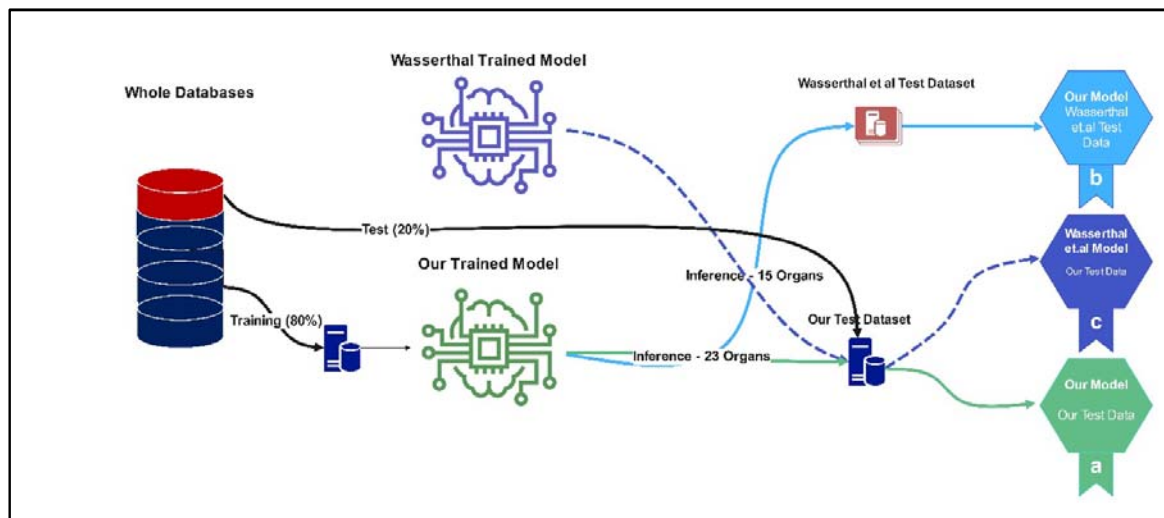 Whole Databases
Wasserthal Trained Model
Wasserthal et al Test Dataset
Our Model
Wasserthal
et.al Test
Data
b
Test (20%)
Our Trained Model
Inference - 15 Organs
Wasserthal
et.al Model
Our Test Data
c
Training (80%)
Our Test Dataset
Inference - 23 Organs
Our Model
Our Test Data
a